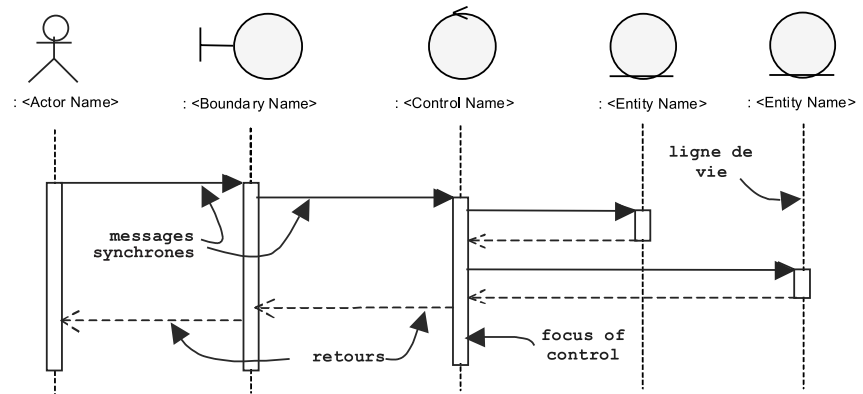 : <Actor Name>
: <Boundary Name>
: <Control Name>
: <Entity Name>
: <Entity Name>
ligne de
vie
messages
synchrones
retours
focus of
control